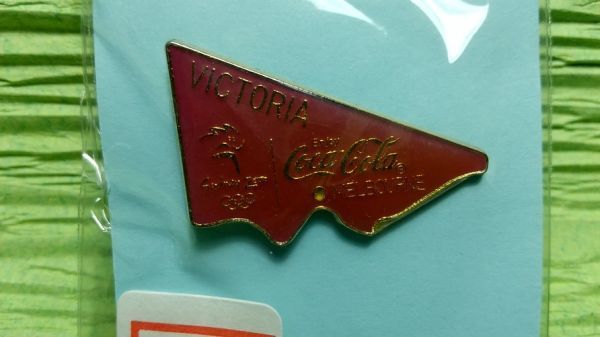 VICTORIA
Enjoy
Coca-Cola
®
MELBOURNE